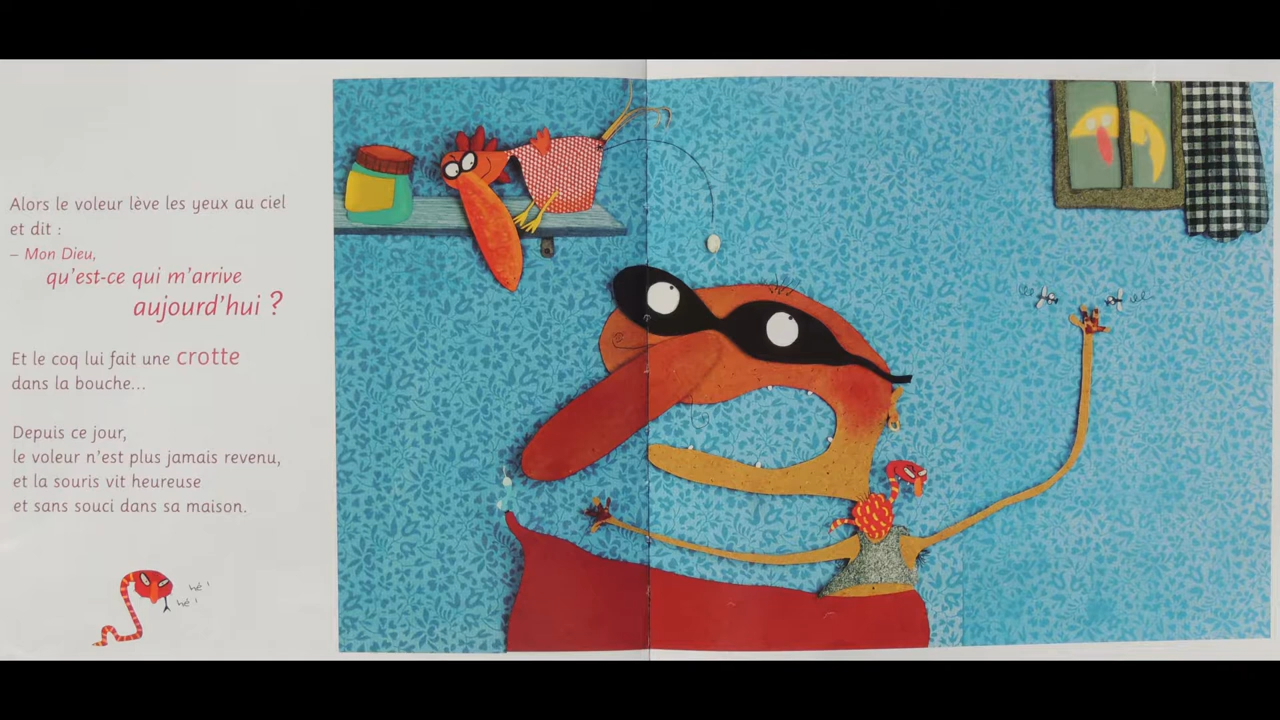 Alors le voleur lève les yeux au ciel
et dit :
– Mon Dieu,
qu'est-ce qui m'arrive
aujourd'hui ?
Et le coq lui fait une crotte
dans la bouche...
Depuis ce jour,
le voleur n'est plus jamais revenu,
et la souris vit heureuse
et sans souci dans sa maison.
hé !
hé !